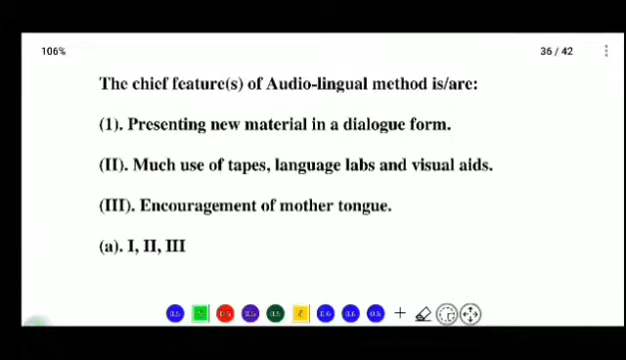 106%
36 / 42
The chief feature(s) of Audio-lingual method is/are:
(1). Presenting new material in a dialogue form.
(II). Much use of tapes, language labs and visual aids.
(III). Encouragement of mother tongue.
(a). I, II, III